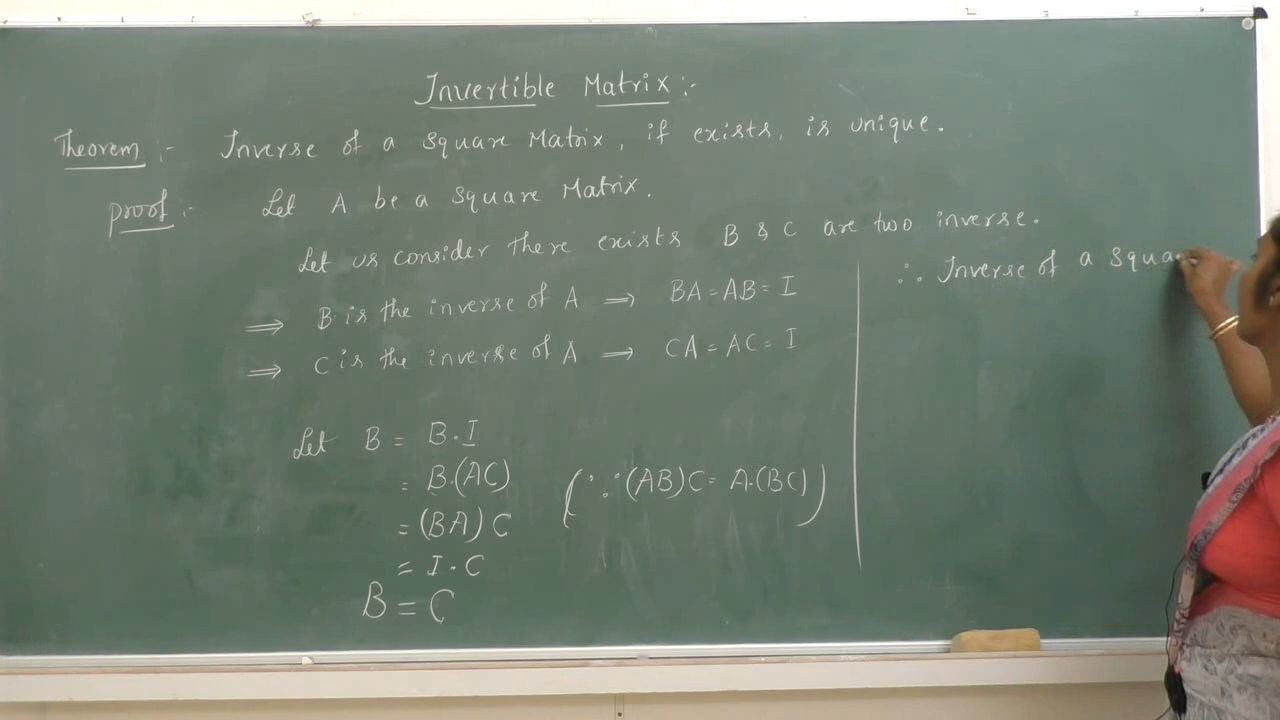 Invertible Matrix:-
Theorem :- Inverse of a square Matrix, if exists, is unique.
proof :- Let A be a square Matrix.
Let us consider there exists B & C are two inverse.
⟹ B is the inverse of A ⟹ BA = AB = I
⟹ C is the inverse of A ⟹ CA = AC = I
Let B = B.I
= B.(AC) (∵ (AB)C = A.(BC))
= (BA) C
= I.C
B = C
∴ Inverse of a squa